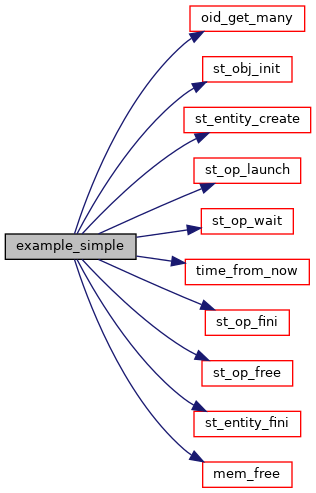 oid_get_many
st_obj_init
st_entity_create
st_op_launch
st_op_wait
example_simple
time_from_now
st_op_fini
st_op_free
st_entity_fini
mem_free